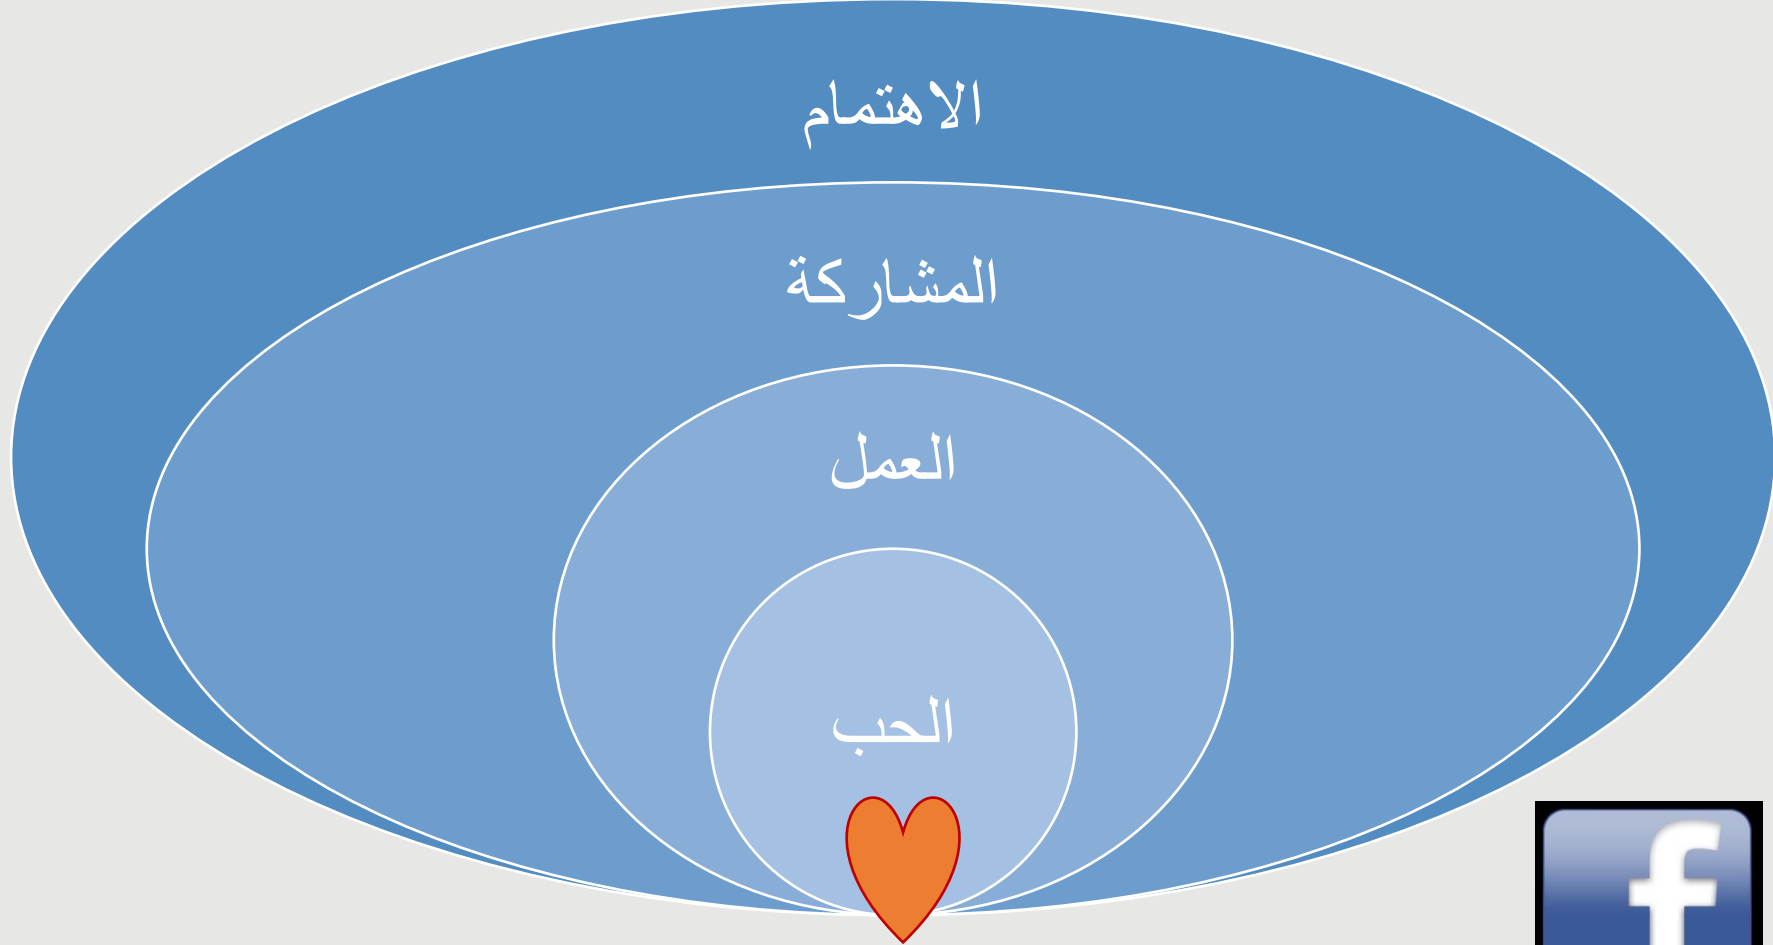 الاهتمام
المشاركة
العمل
الحب
f